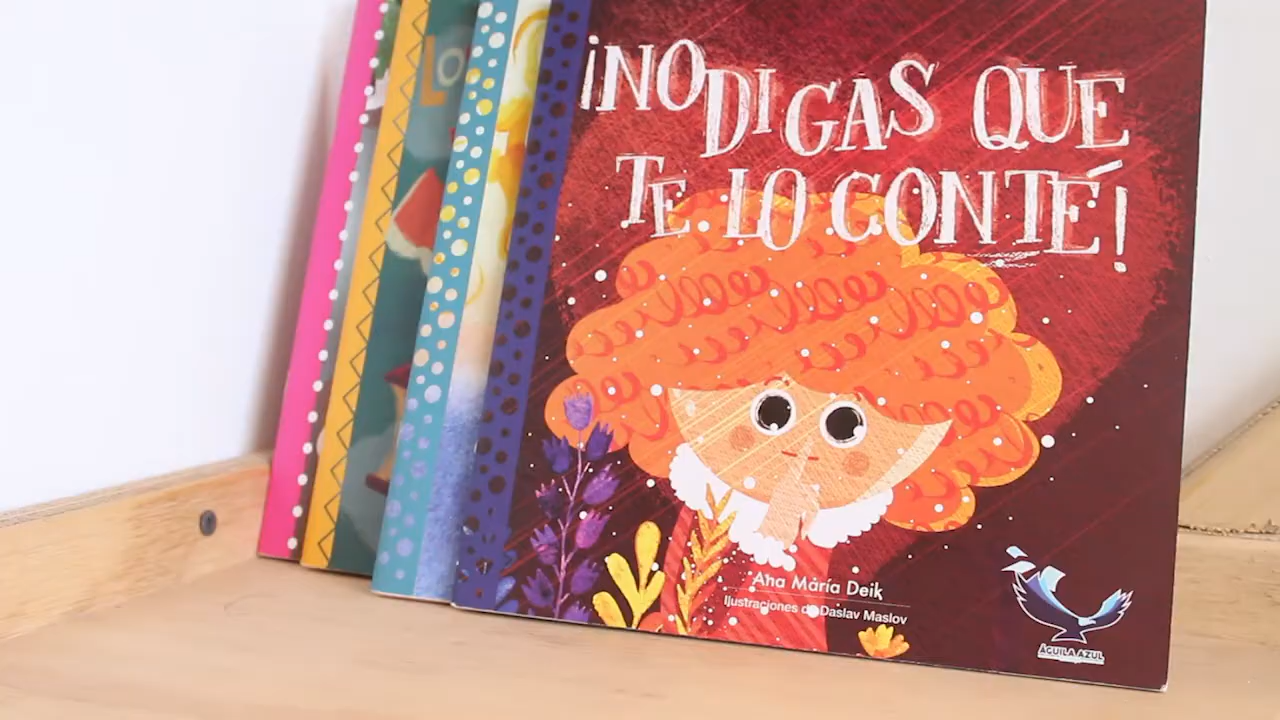 ¡NO DIGAS QUE
TE LO CONTÉ!
Ana María Deik
Ilustraciones de Daslav Maslov
ÁGUILA AZUL